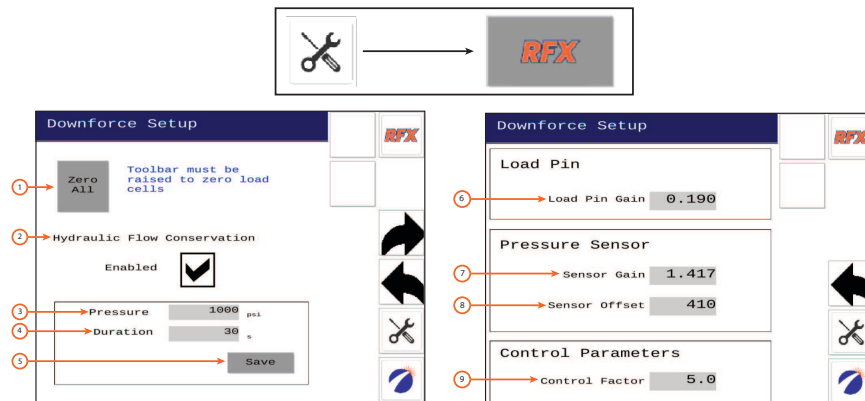 RFX
Downforce Setup
RFX
1
Zero All
Toolbar must be
raised to zero load
cells
2
Hydraulic Flow Conservation
Enabled
3
Pressure 1000 psi
4
Duration 30 s
5
Save
Downforce Setup
RFX
Load Pin
6
Load Pin Gain 0.190
Pressure Sensor
7
Sensor Gain 1.417
8
Sensor Offset 410
Control Parameters
9
Control Factor 5.0